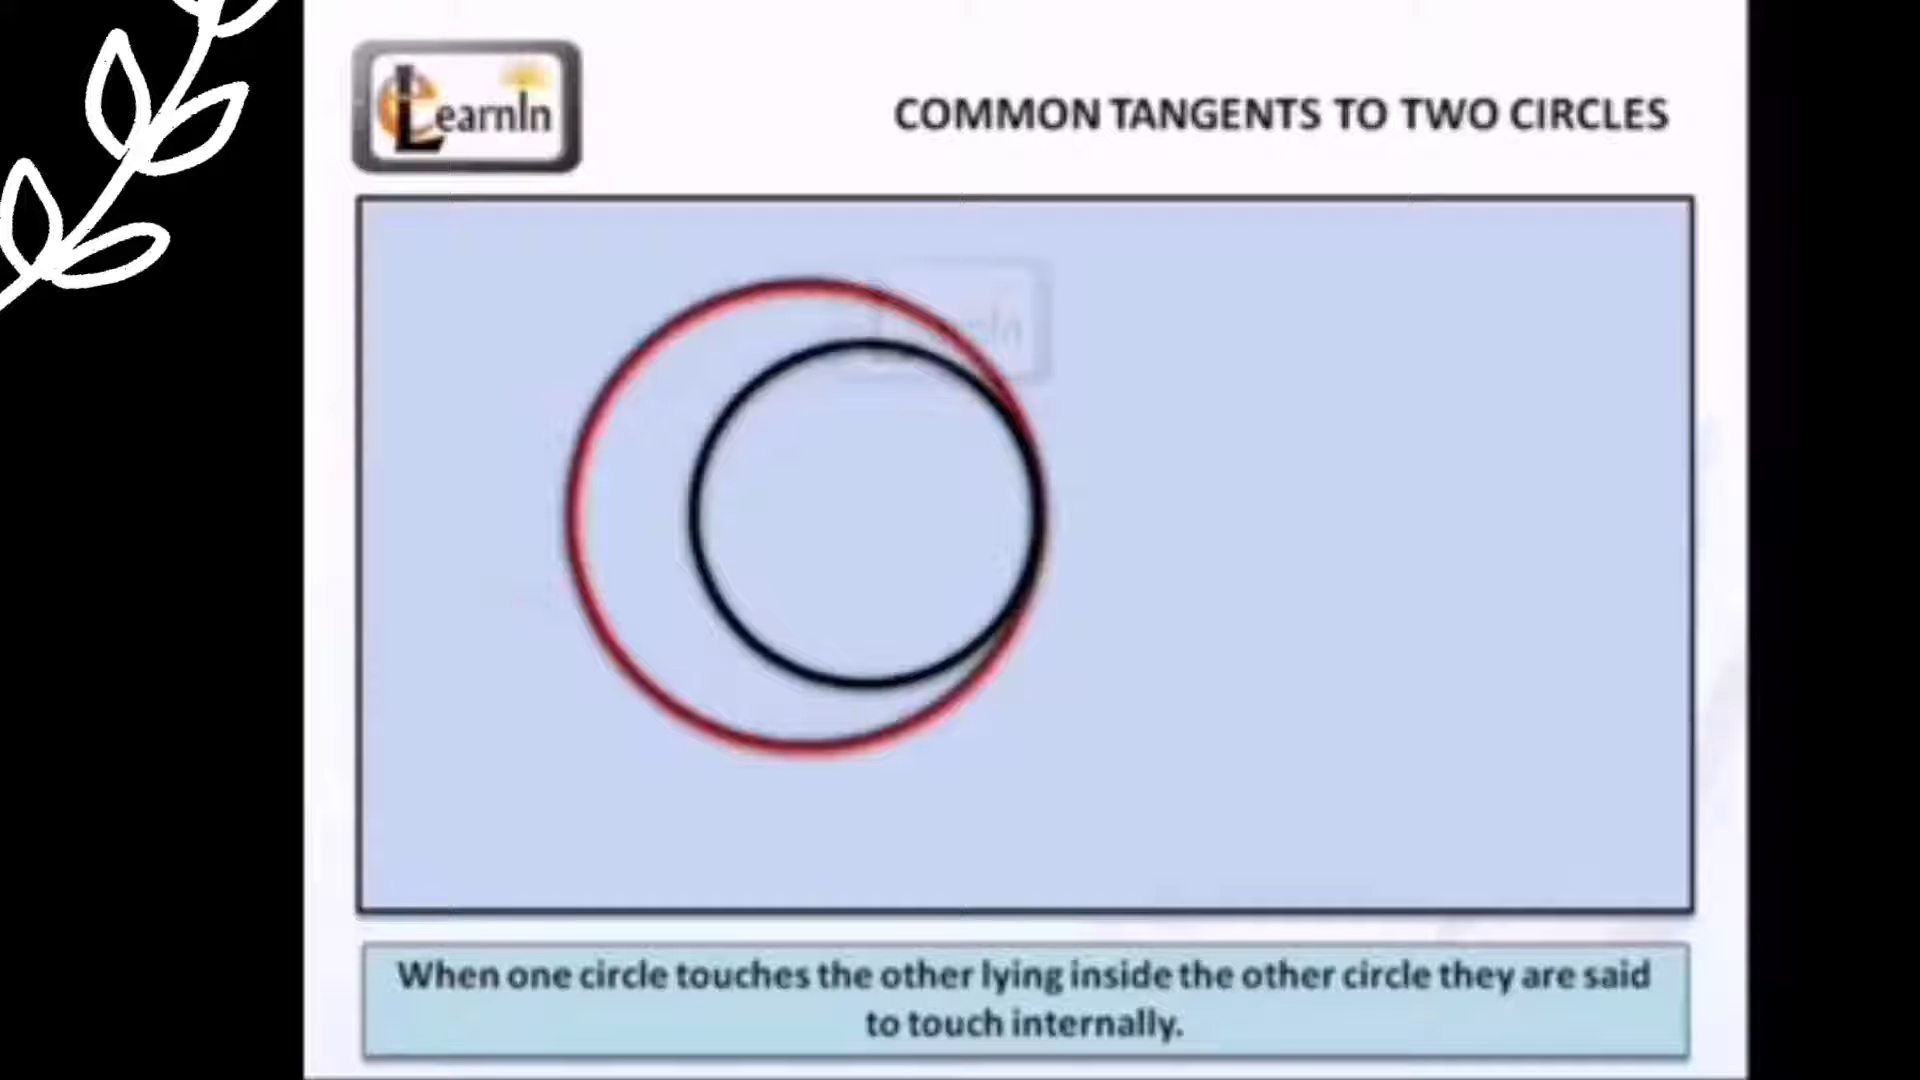 eLearnIn
COMMON TANGENTS TO TWO CIRCLES
When one circle touches the other lying inside the other circle they are said
to touch internally.